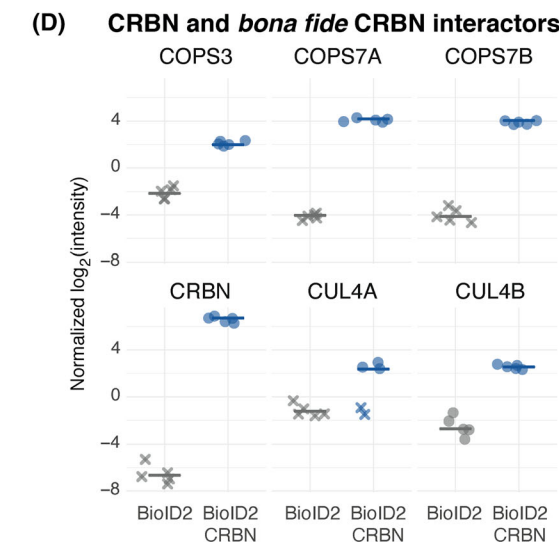 (D) CRBN and bona fide CRBN interactors
COPS3 COPS7A COPS7B
4
0
−4
−8
Normalized log2(intensity)
CRBN CUL4A CUL4B
4
0
−4
−8
BioID2 BioID2 BioID2 BioID2 BioID2 BioID2
CRBN CRBN CRBN